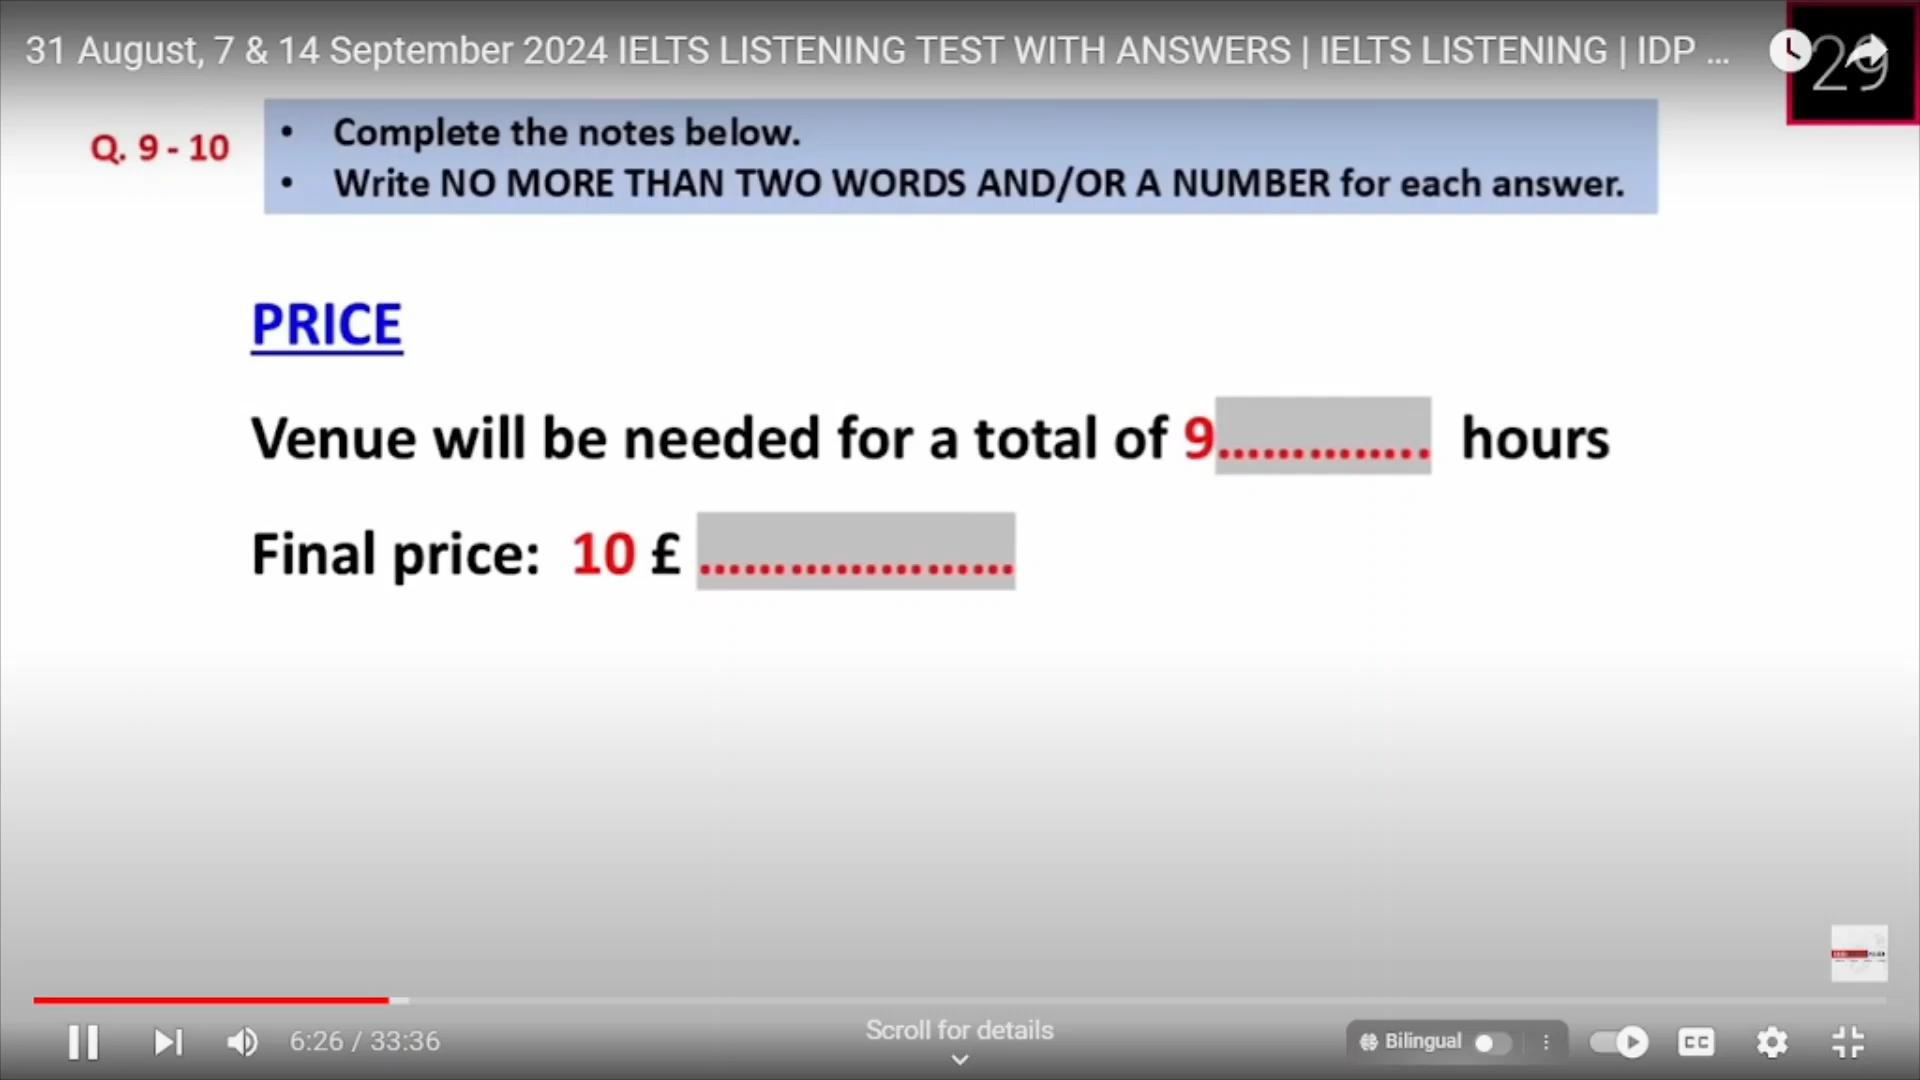 31 August, 7 & 14 September 2024 IELTS LISTENING TEST WITH ANSWERS | IELTS LISTENING | IDP ...
29
Q. 9 - 10
• Complete the notes below.
• Write NO MORE THAN TWO WORDS AND/OR A NUMBER for each answer.
PRICE
Venue will be needed for a total of 9.............. hours
Final price: 10 £ .....................
6:26 / 33:36
Scroll for details
Bilingual
CC